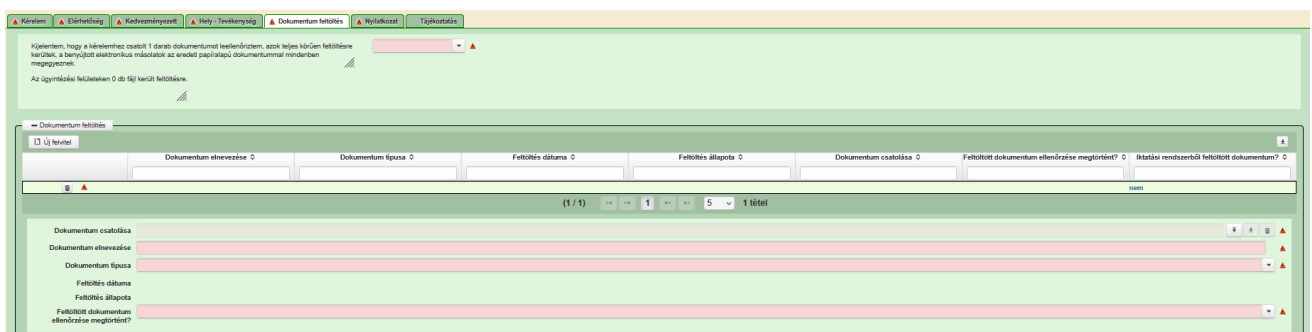 Kérelem Elérhetőség Kedvezményezett Hely - Tevékenység Dokumentum feltöltés Nyilatkozat Tájékoztatás
Kijelentem, hogy a kérelemhez csatolt 1 darab dokumentumot leellenőriztem, azok teljes körűen feltöltésre
kerültek, a benyújtott elektronikus másolatok az eredeti papíralapú dokumentummal mindenben
megegyeznek.
Az ügyintézési felületeken 0 db fájl került feltöltésre.
Dokumentum feltöltés
Új felvitel
Dokumentum elnevezése Dokumentum típusa Feltöltés dátuma Feltöltés állapota Dokumentum csatolása Feltöltött dokumentum ellenőrzése megtörtént? Iktatási rendszerből feltöltött dokumentum?
nem
(1 / 1) 1 5 1 tétel
Dokumentum csatolása
Dokumentum elnevezése
Dokumentum típusa
Feltöltés dátuma
Feltöltés állapota
Feltöltött dokumentum
ellenőrzése megtörtént?